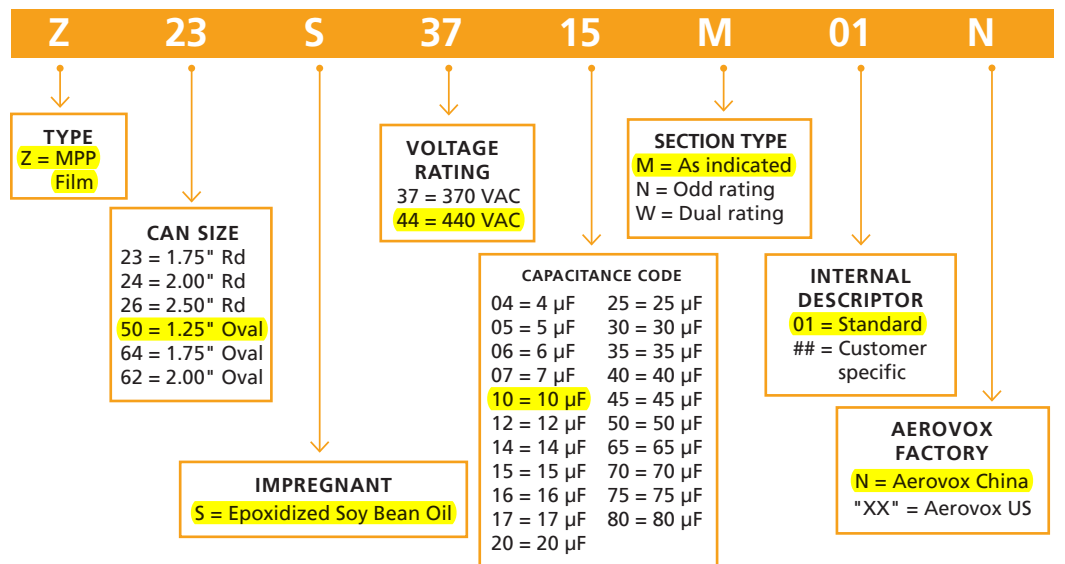 Z 23 S 37 15 M 01 N
TYPE
Z = MPP
Film
CAN SIZE
23 = 1.75" Rd
24 = 2.00" Rd
26 = 2.50" Rd
50 = 1.25" Oval
64 = 1.75" Oval
62 = 2.00" Oval
IMPREGNANT
S = Epoxidized Soy Bean Oil
VOLTAGE
RATING
37 = 370 VAC
44 = 440 VAC
CAPACITANCE CODE
04 = 4 µF 25 = 25 µF
05 = 5 µF 30 = 30 µF
06 = 6 µF 35 = 35 µF
07 = 7 µF 40 = 40 µF
10 = 10 µF 45 = 45 µF
12 = 12 µF 50 = 50 µF
14 = 14 µF 65 = 65 µF
15 = 15 µF 70 = 70 µF
16 = 16 µF 75 = 75 µF
17 = 17 µF 80 = 80 µF
20 = 20 µF
SECTION TYPE
M = As indicated
N = Odd rating
W = Dual rating
INTERNAL
DESCRIPTOR
01 = Standard
## = Customer
specific
AEROVOX
FACTORY
N = Aerovox China
"XX" = Aerovox US